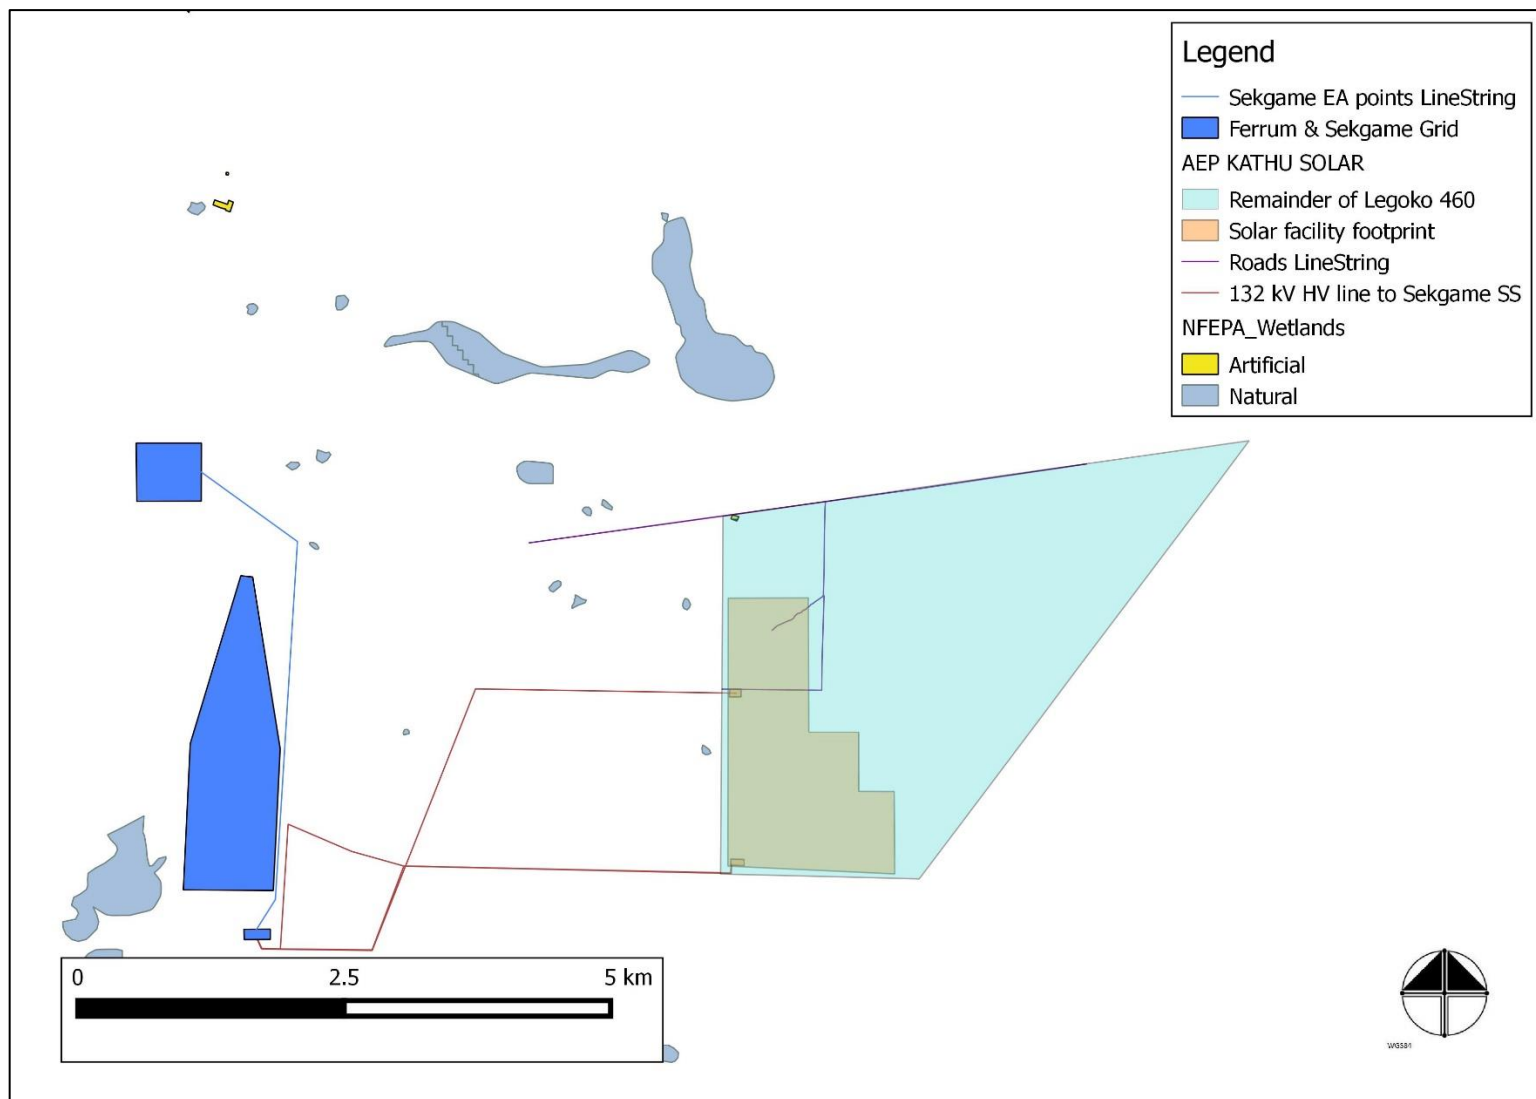 Legend
Sekgame EA points LineString
Ferrum & Sekgame Grid
AEP KATHU SOLAR
Remainder of Legoko 460
Solar facility footprint
Roads LineString
132 kV HV line to Sekgame SS
NFEPA_Wetlands
Artificial
Natural
0 2.5 5 km
WGS84